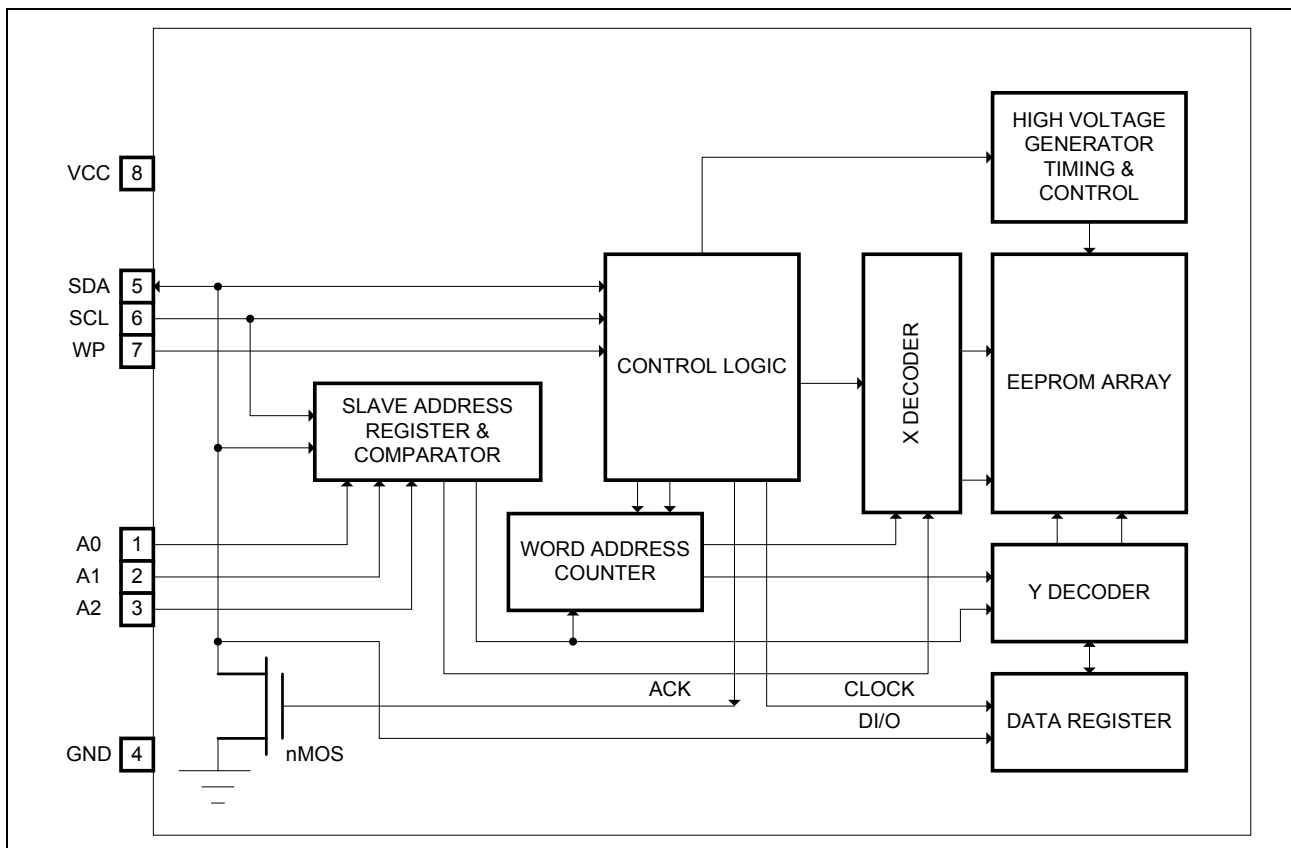 HIGH VOLTAGE
GENERATOR
TIMING &
CONTROL
VCC 8
SDA 5
SCL 6
WP 7
CONTROL LOGIC
X DECODER
EEPROM ARRAY
SLAVE ADDRESS
REGISTER &
COMPARATOR
A0 1
A1 2
A2 3
WORD ADDRESS
COUNTER
Y DECODER
ACK
CLOCK
DI/O
DATA REGISTER
GND 4
nMOS